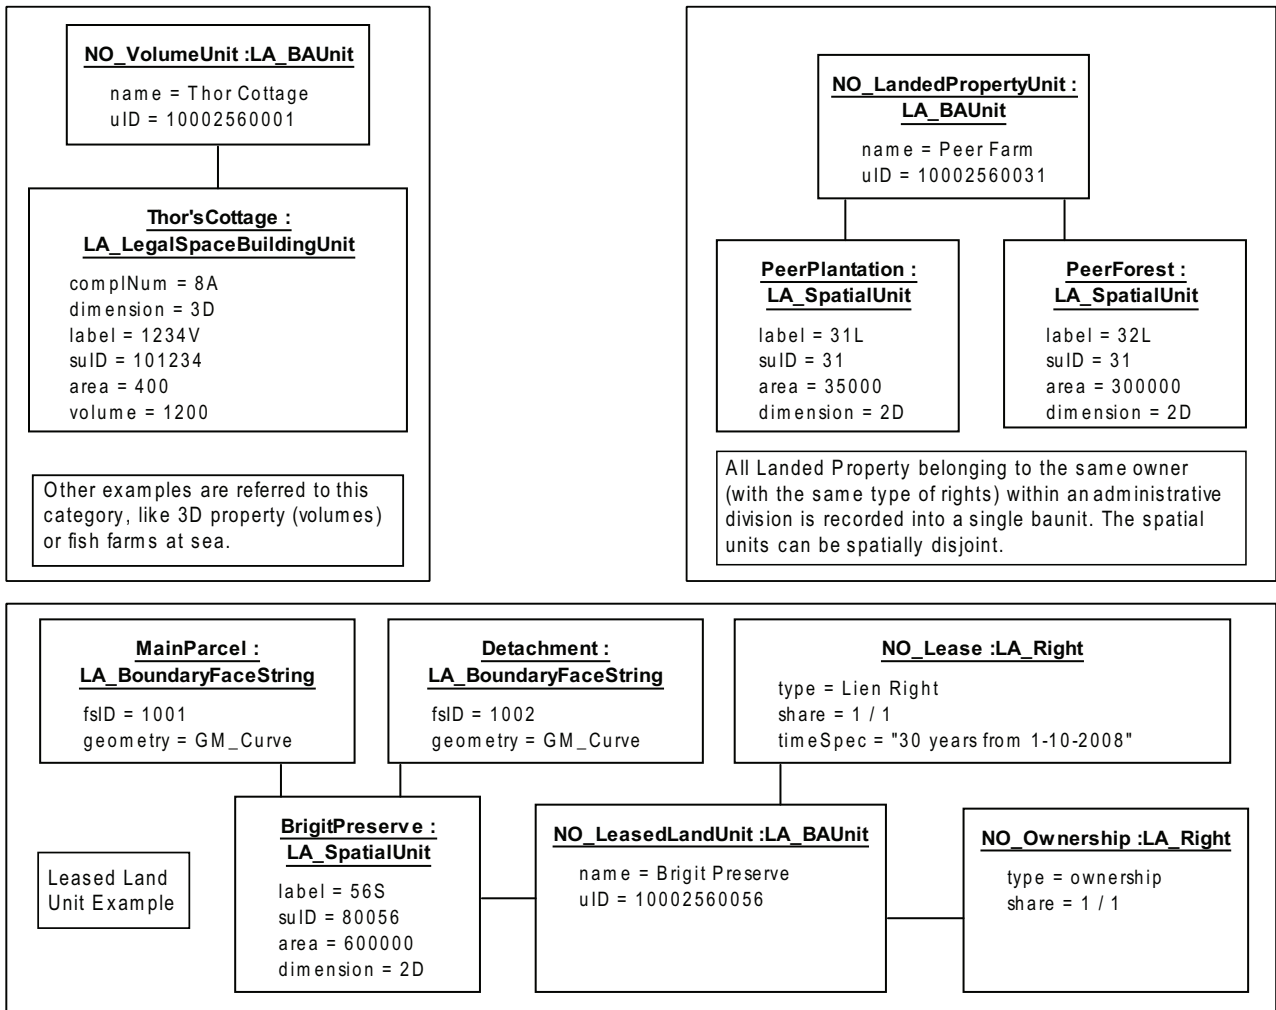 NO_VolumeUnit :LA_BAUnit
name = Thor Cottage
uID = 10002560001
Thor'sCottage :
LA_LegalSpaceBuildingUnit
complNum = 8A
dimension = 3D
label = 1234V
suID = 101234
area = 400
volume = 1200
Other examples are referred to this
category, like 3D property (volumes)
or fish farms at sea.
NO_LandedPropertyUnit :
LA_BAUnit
name = Peer Farm
uID = 10002560031
PeerPlantation :
LA_SpatialUnit
label = 31L
suID = 31
area = 35000
dimension = 2D
PeerForest :
LA_SpatialUnit
label = 32L
suID = 31
area = 300000
dimension = 2D
All Landed Property belonging to the same owner
(with the same type of rights) within an administrative
division is recorded into a single baunit. The spatial
units can be spatially disjoint.
MainParcel :
LA_BoundaryFaceString
fsID = 1001
geometry = GM_Curve
Detachment :
LA_BoundaryFaceString
fsID = 1002
geometry = GM_Curve
NO_Lease :LA_Right
type = Lien Right
share = 1 / 1
timeSpec = "30 years from 1-10-2008"
Leased Land
Unit Example
BrigitPreserve :
LA_SpatialUnit
label = 56S
suID = 80056
area = 600000
dimension = 2D
NO_LeasedLandUnit :LA_BAUnit
name = Brigit Preserve
uID = 10002560056
NO_Ownership :LA_Right
type = ownership
share = 1 / 1